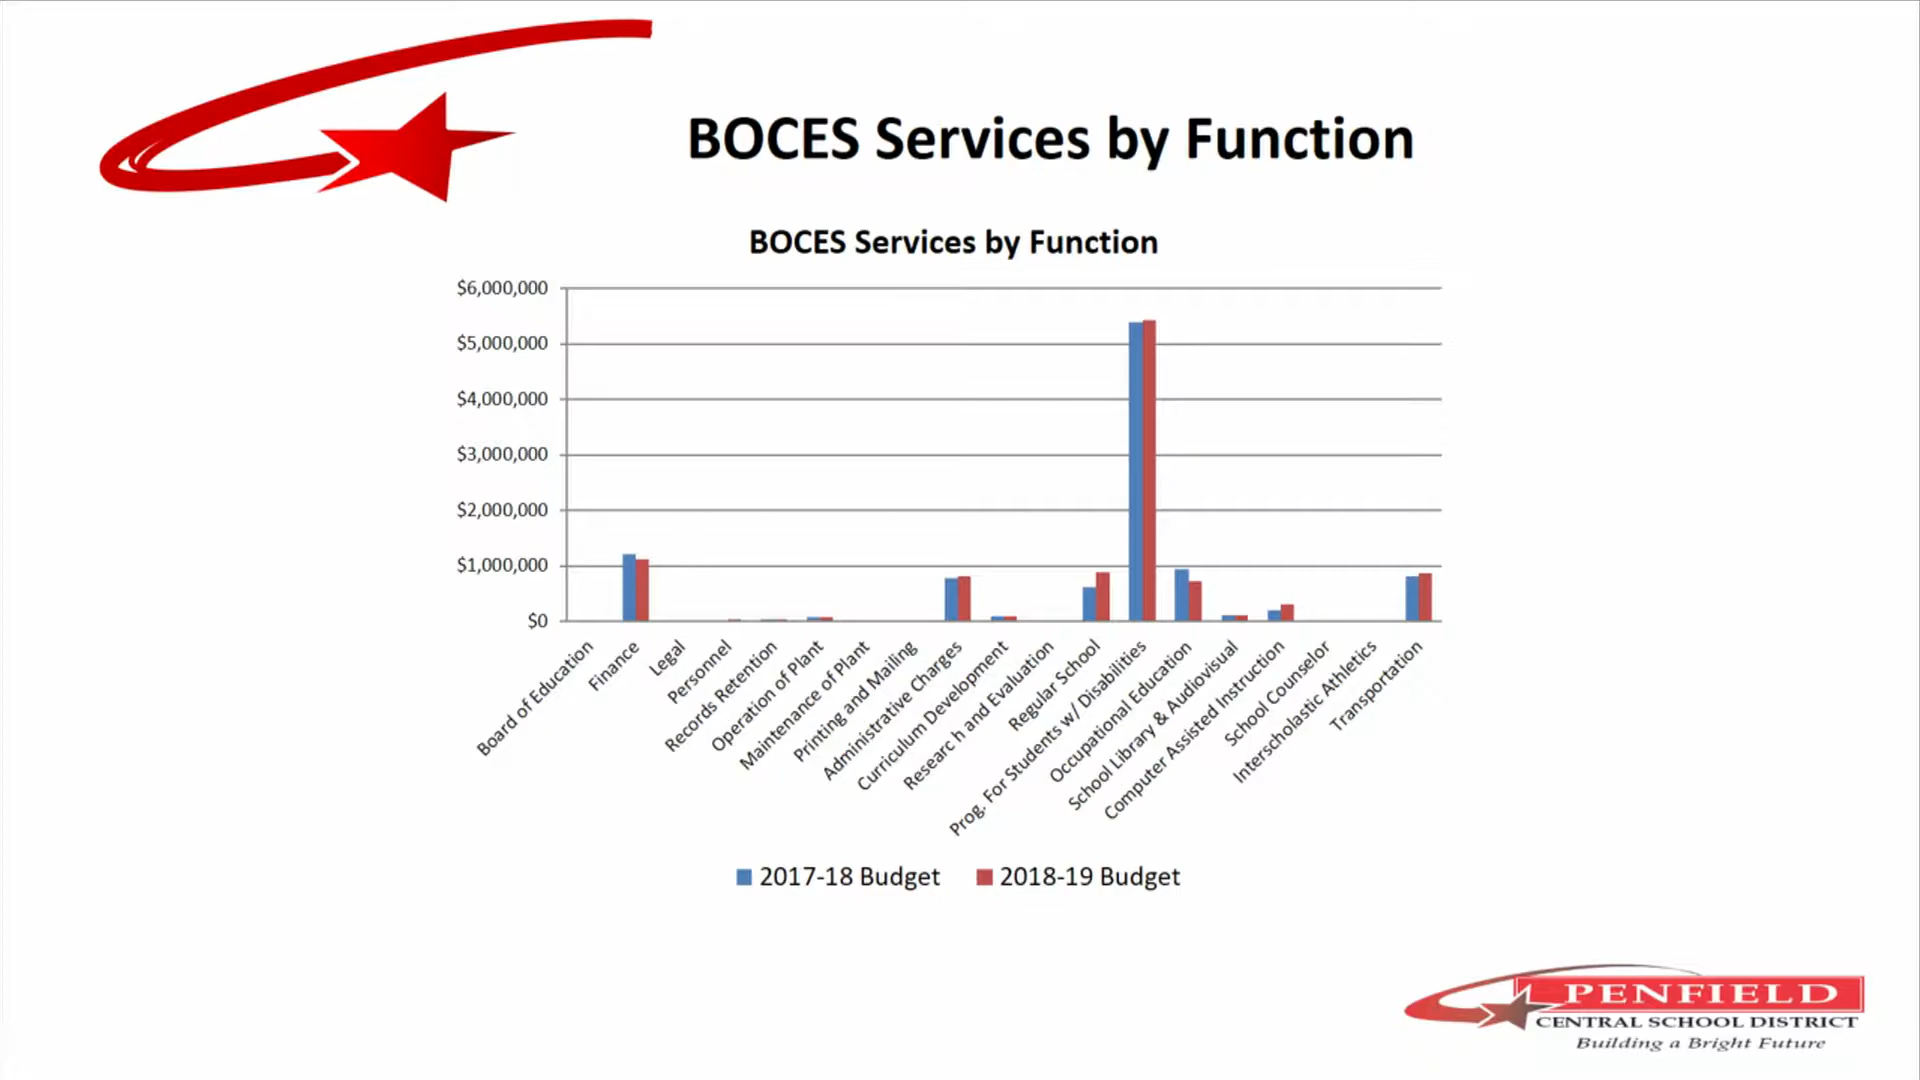 BOCES Services by Function
BOCES Services by Function
$6,000,000
$5,000,000
$4,000,000
$3,000,000
$2,000,000
$1,000,000
$0
Board of Education
Finance
Legal
Personnel
Records Retention
Operation of Plant
Maintenance of Plant
Printing and Mailing
Administrative Charges
Curriculum Development
Researc h and Evaluation
Regular School
Prog. For Students w/ Disabilities
Occupational Education
School Library & Audiovisual
Computer Assisted Instruction
School Counselor
Interscholastic Athletics
Transportation
2017-18 Budget
2018-19 Budget
PENFIELD
CENTRAL SCHOOL DISTRICT
Building a Bright Future